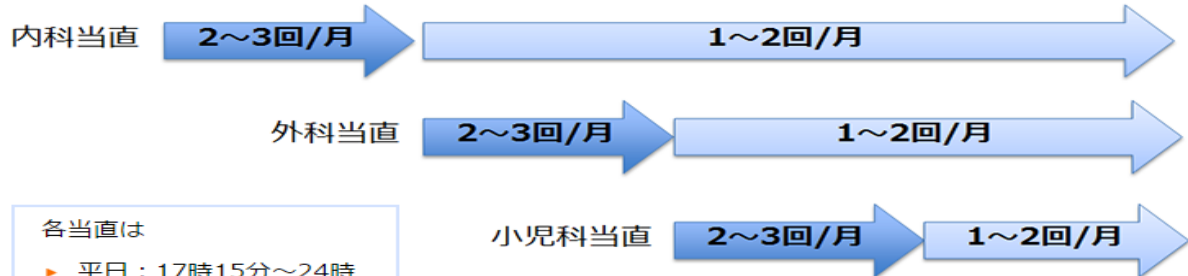 内科当直 2～3回/月 1～2回/月
外科当直 2～3回/月 1～2回/月
小児科当直 2～3回/月 1～2回/月
各当直は
▸ 平日：17時15分～24時